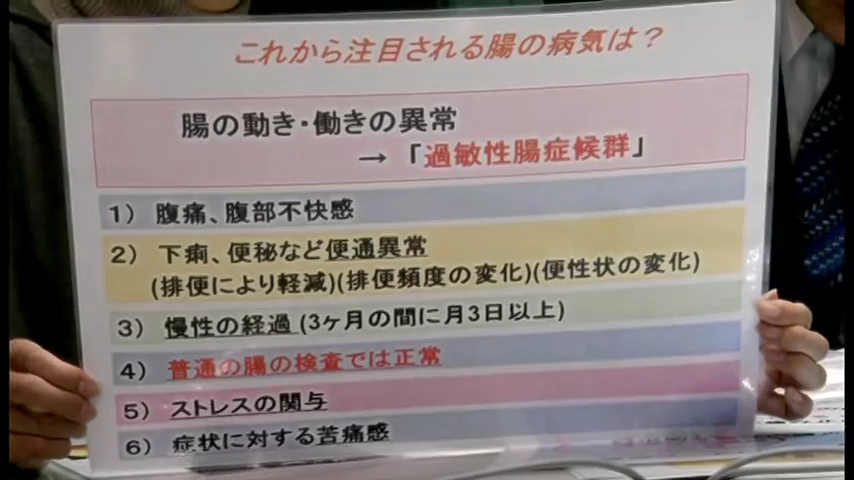 これから注目される腸の病気は？
腸の動き・働きの異常
→ 「過敏性腸症候群」
1） 腹痛、腹部不快感
2） 下痢、便秘など便通異常
(排便により軽減)(排便頻度の変化)(便性状の変化)
3） 慢性の経過 (3ヶ月の間に月3日以上)
4） 普通の腸の検査では正常
5） ストレスの関与
6） 症状に対する苦痛感